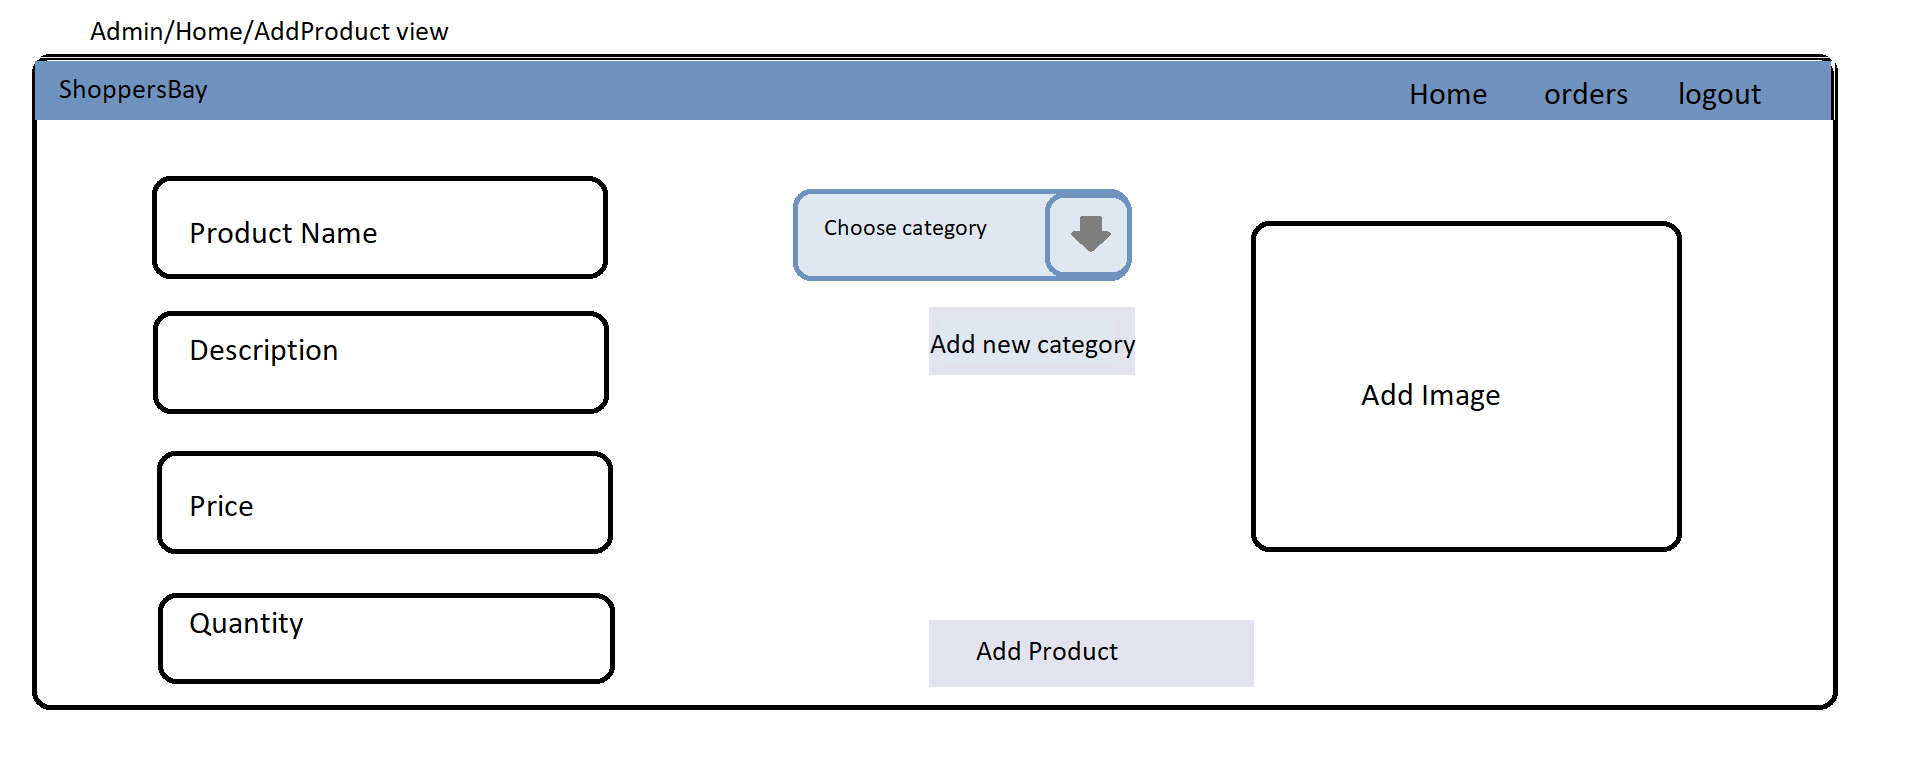 Admin/Home/AddProduct view
ShoppersBay
Home orders logout
Product Name
Choose category
Add new category
Description
Add Image
Price
Quantity
Add Product